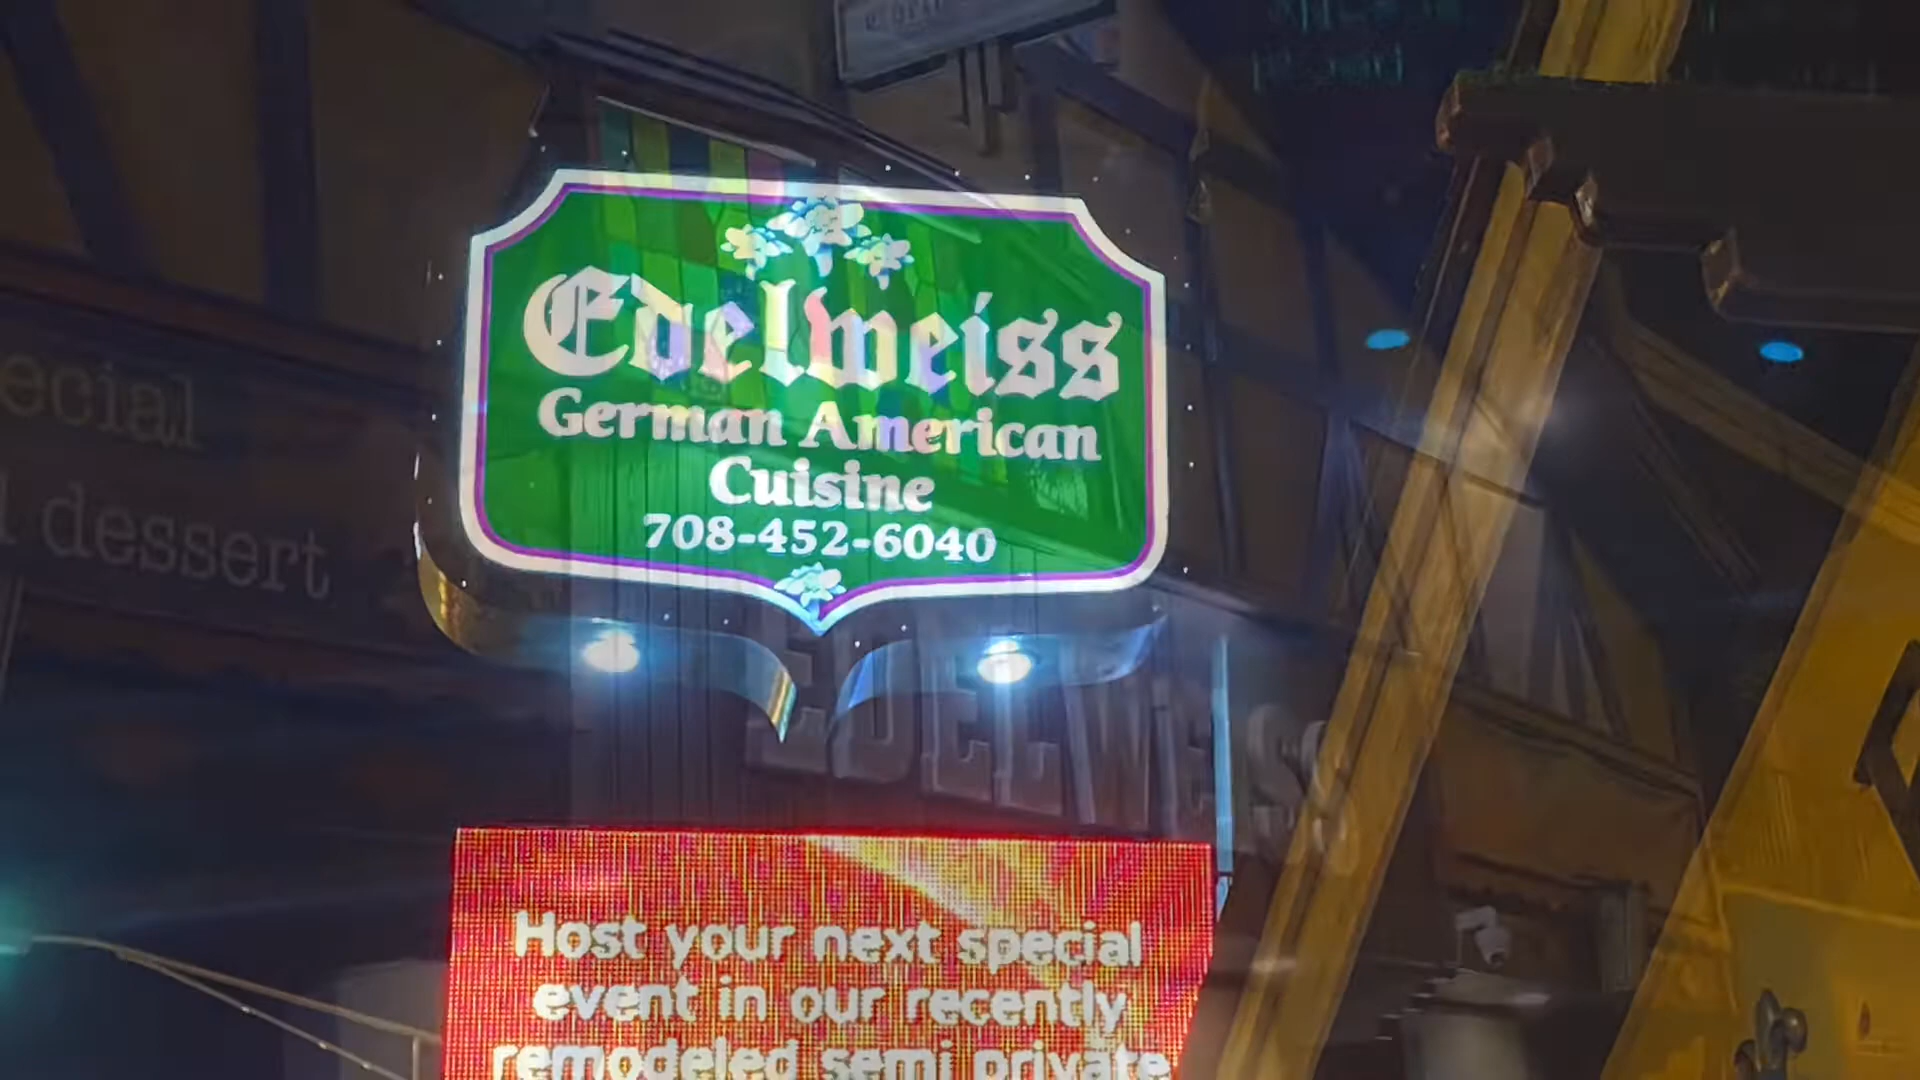 ecial
dessert
Edelweiss
German American
Cuisine
708-452-6040
EDELWEISS
Host your next special
event in our recently
remodeled semi private